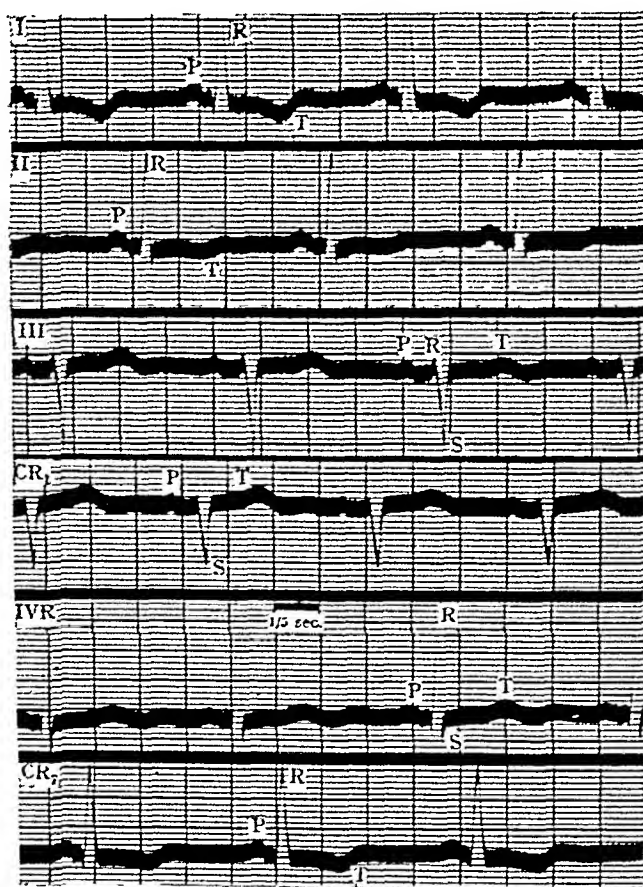 I R
P
T
II R
P
T
III
P R T
S
CR₁ P T
S
IVR 1/5 sec. R
P T
S
CR₇ R
P
T